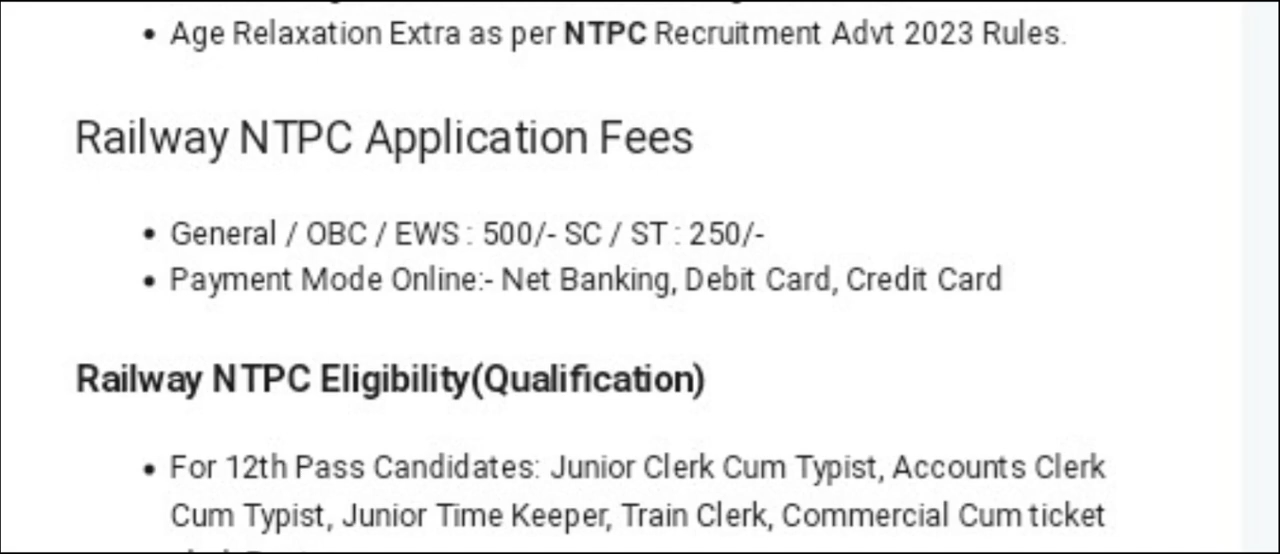 • Age Relaxation Extra as per NTPC Recruitment Advt 2023 Rules.
Railway NTPC Application Fees
• General / OBC / EWS : 500/- SC / ST : 250/-
• Payment Mode Online:- Net Banking, Debit Card, Credit Card
Railway NTPC Eligibility(Qualification)
• For 12th Pass Candidates: Junior Clerk Cum Typist, Accounts Clerk
Cum Typist, Junior Time Keeper, Train Clerk, Commercial Cum ticket